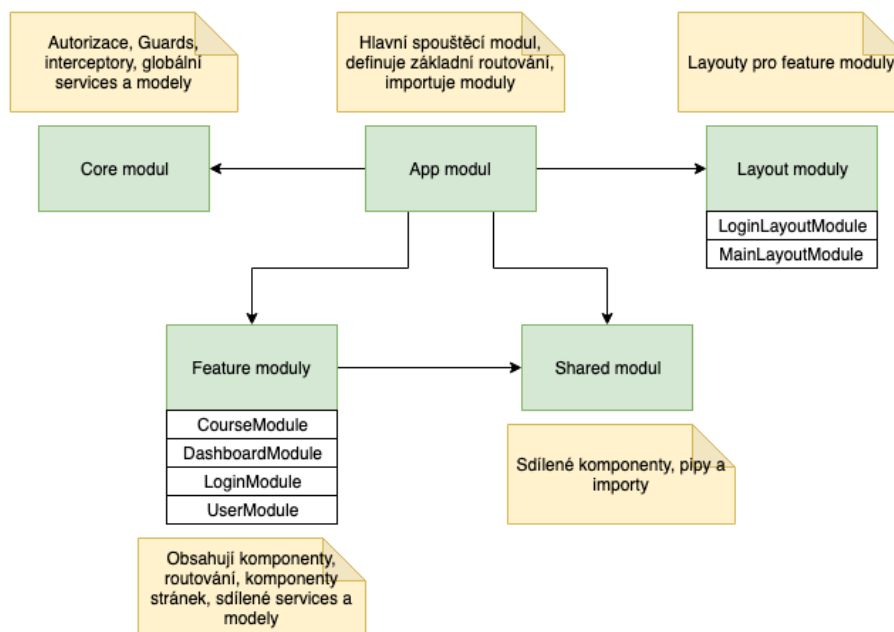 Autorizace, Guards,
interceptory, globální
services a modely
Hlavní spouštěcí modul,
definuje základní routování,
importuje moduly
Layouty pro feature moduly
Core modul
App modul
Layout moduly
LoginLayoutModule
MainLayoutModule
Feature moduly
Shared modul
CourseModule
DashboardModule
LoginModule
UserModule
Sdílené komponenty, pipy a
importy
Obsahují komponenty,
routování, komponenty
stránek, sdílené services a
modely